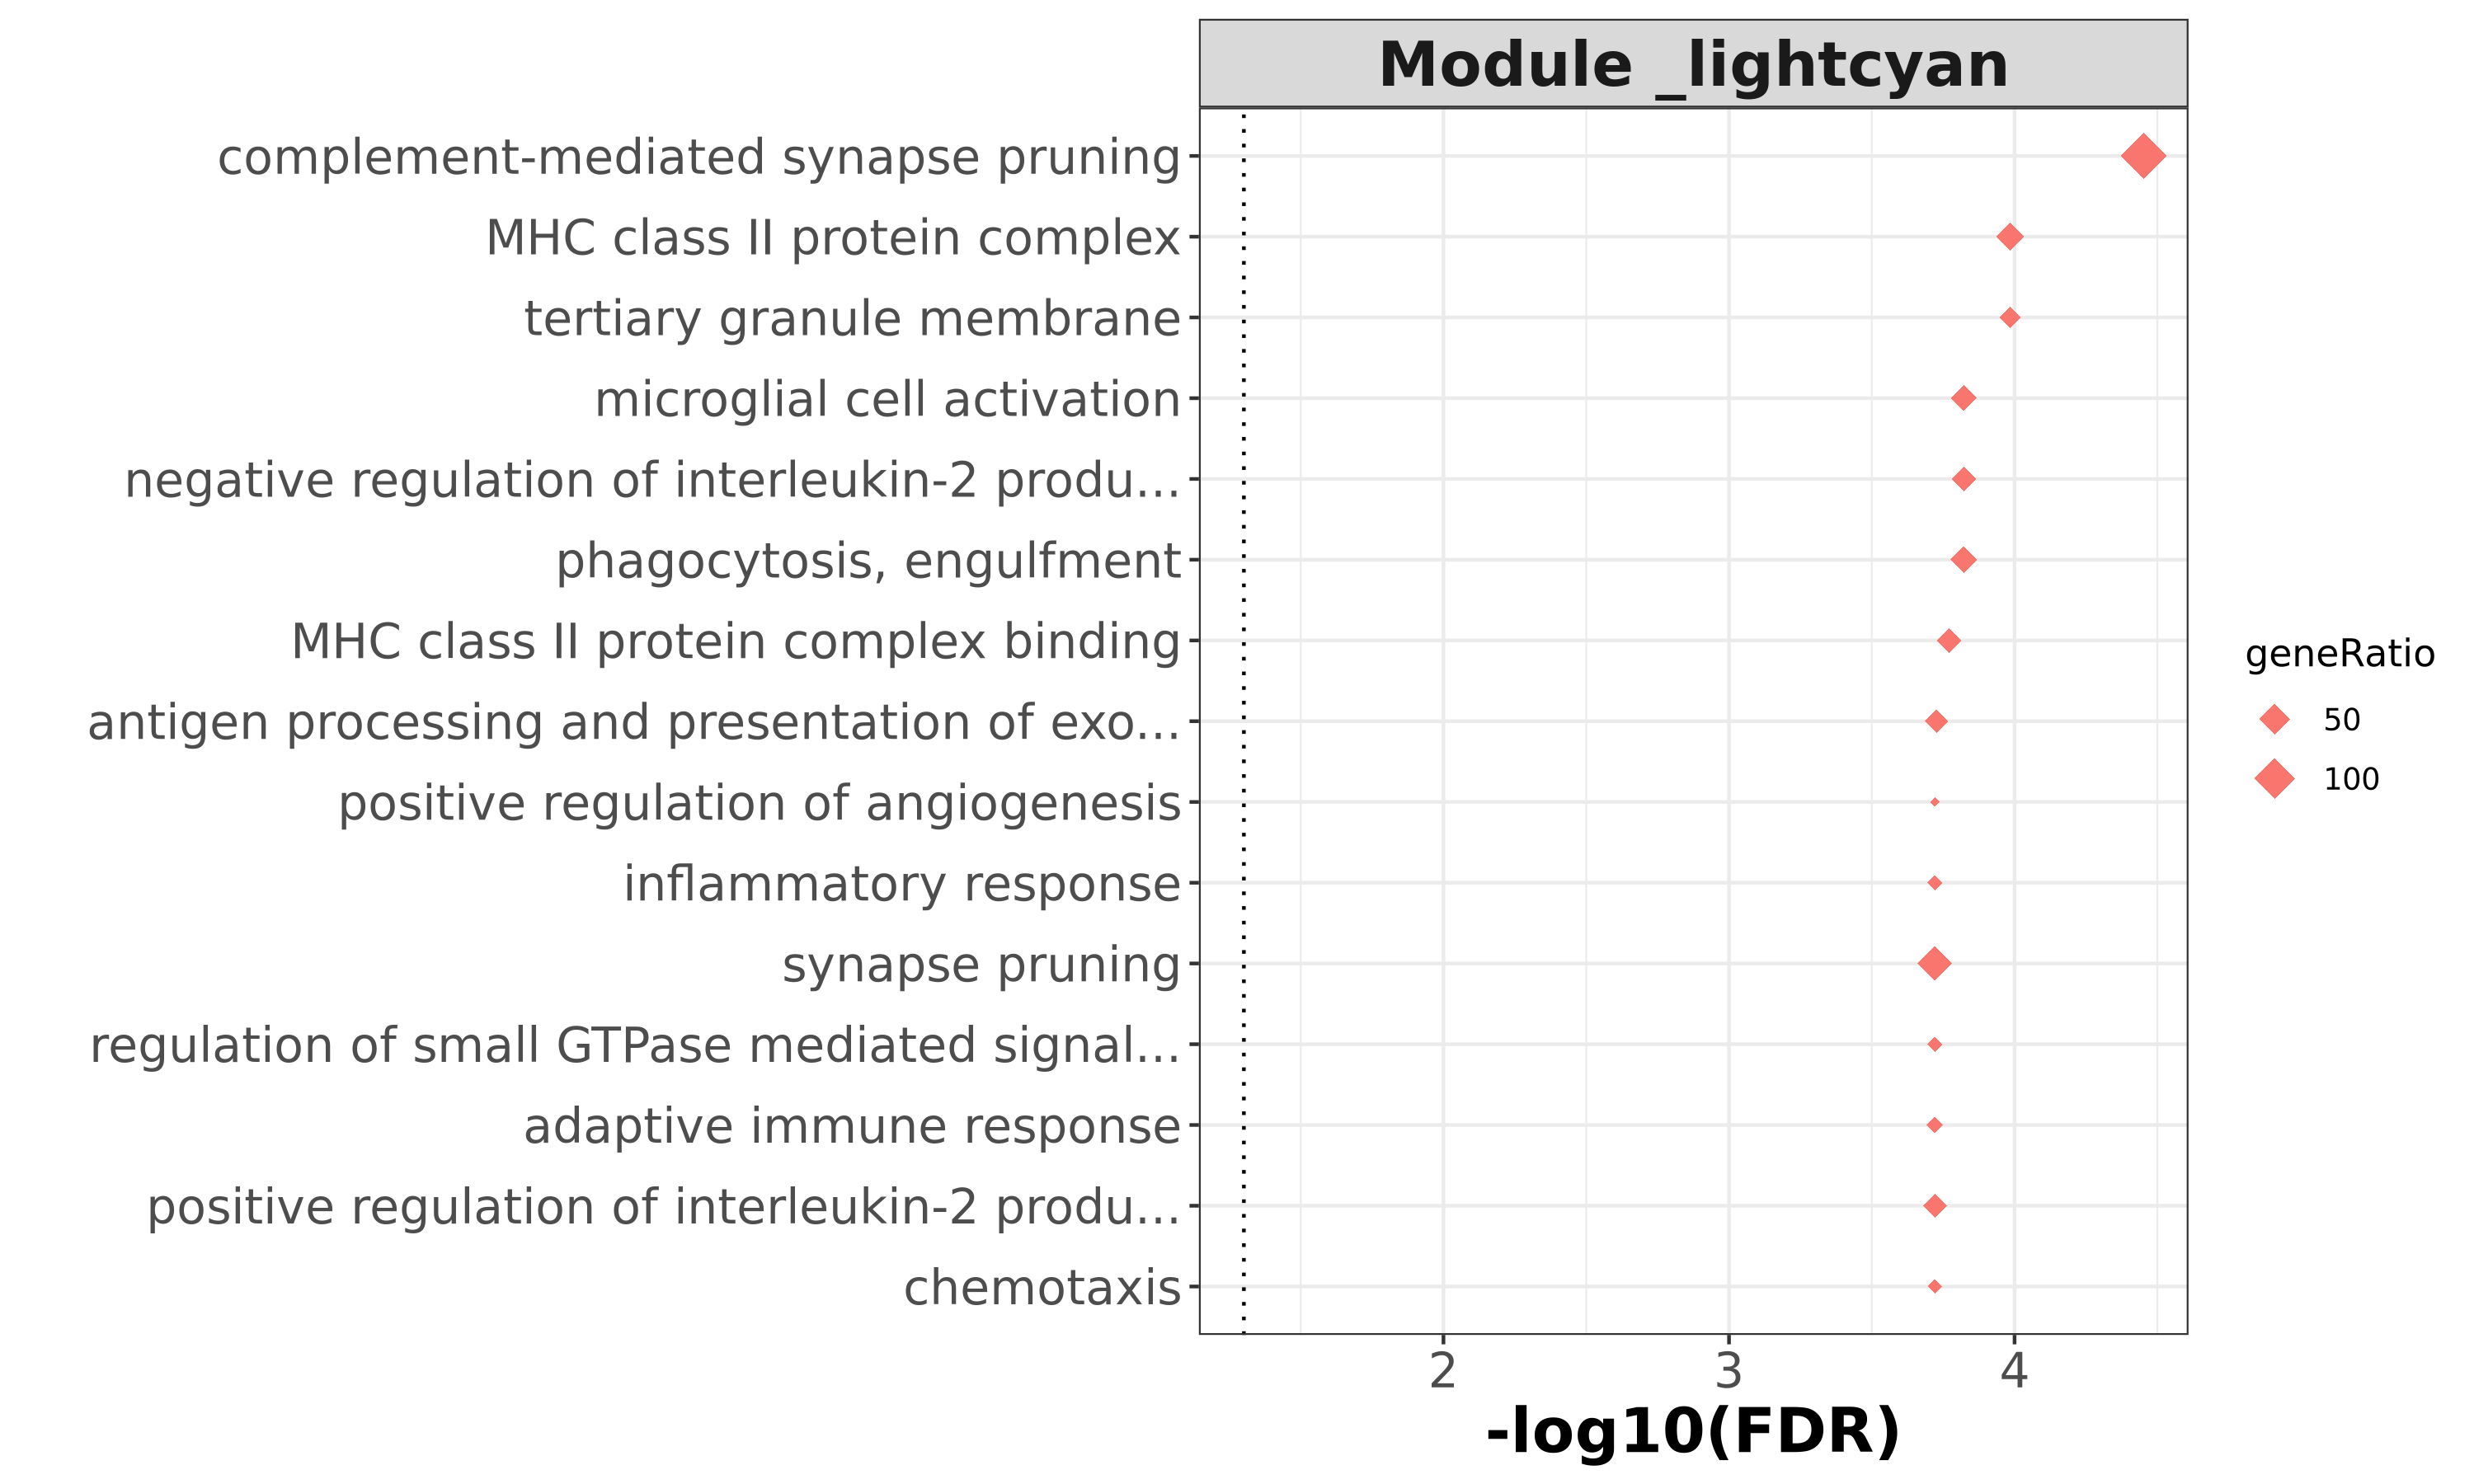 Module _lightcyan
complement-mediated synapse pruning
MHC class II protein complex
tertiary granule membrane
microglial cell activation
negative regulation of interleukin-2 produ...
phagocytosis, engulfment
MHC class II protein complex binding
antigen processing and presentation of exo...
positive regulation of angiogenesis
inflammatory response
synapse pruning
regulation of small GTPase mediated signal...
adaptive immune response
positive regulation of interleukin-2 produ...
chemotaxis
2 3 4
-log10(FDR)
geneRatio
50
100